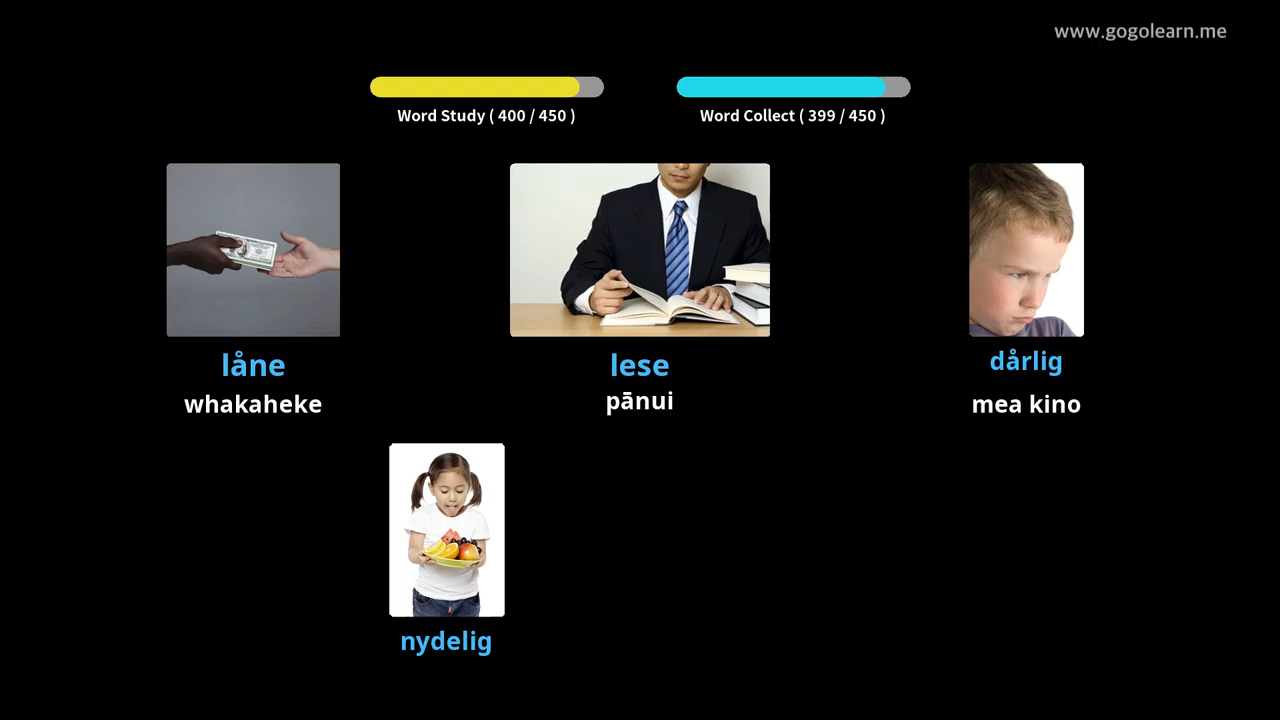 www.gogolearn.me
Word Study ( 400 / 450 )
Word Collect ( 399 / 450 )
låne
lese
dårlig
whakaheke
pānui
mea kino
nydelig